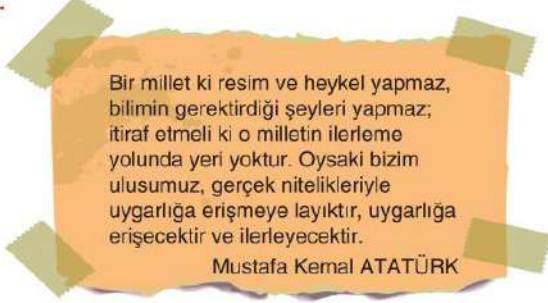 Bir millet ki resim ve heykel yapmaz,
bilimin gerektirdiği şeyleri yapmaz;
itiraf etmeli ki o milletin ilerleme
yolunda yeri yoktur. Oysaki bizim
ulusumuz, gerçek nitelikleriyle
uygarlığa erişmeye layıktır, uygarlığa
erişecektir ve ilerleyecektir.
Mustafa Kemal ATATÜRK